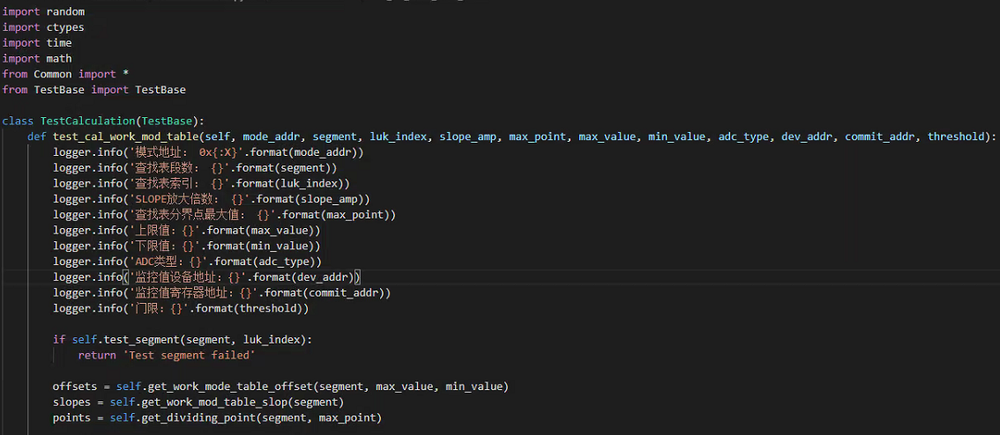 import random
import ctypes
import time
import math
from Common import *
from TestBase import TestBase
class TestCalculation(TestBase):
def test_cal_work_mod_table(self, mode_addr, segment, luk_index, slope_amp, max_point, max_value, min_value, adc_type, dev_addr, commit_addr, threshold):
logger.info('模式地址： 0x{:X}'.format(mode_addr))
logger.info('查找表段数： {}'.format(segment))
logger.info('查找表索引： {}'.format(luk_index))
logger.info('SLOPE放大倍数： {}'.format(slope_amp))
logger.info('查找表分界点最大值： {}'.format(max_point))
logger.info('上限值：{}'.format(max_value))
logger.info('下限值：{}'.format(min_value))
logger.info('ADC类型：{}'.format(adc_type))
logger.info('监控值设备地址：{}'.format(dev_addr))
logger.info('监控值寄存器地址：{}'.format(commit_addr))
logger.info('门限：{}'.format(threshold))
if self.test_segment(segment, luk_index):
return 'Test segment failed'
offsets = self.get_work_mode_table_offset(segment, max_value, min_value)
slopes = self.get_work_mod_table_slop(segment)
points = self.get_dividing_point(segment, max_point)